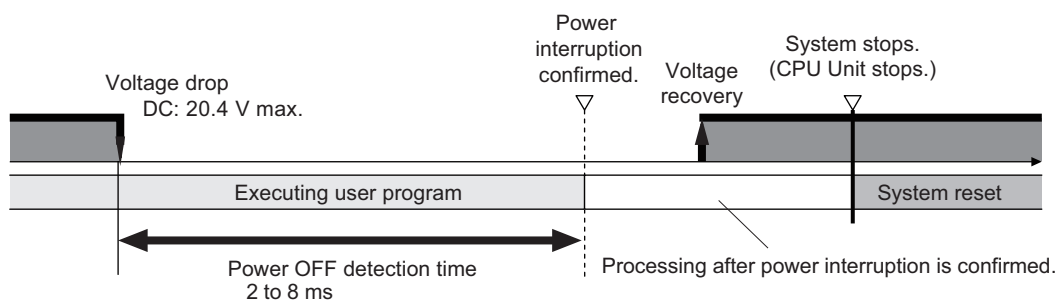 Power
interruption
confirmed.
System stops.
(CPU Unit stops.)
Voltage drop
DC: 20.4 V max.
Voltage
recovery
Executing user program
System reset
Power OFF detection time
2 to 8 ms
Processing after power interruption is confirmed.